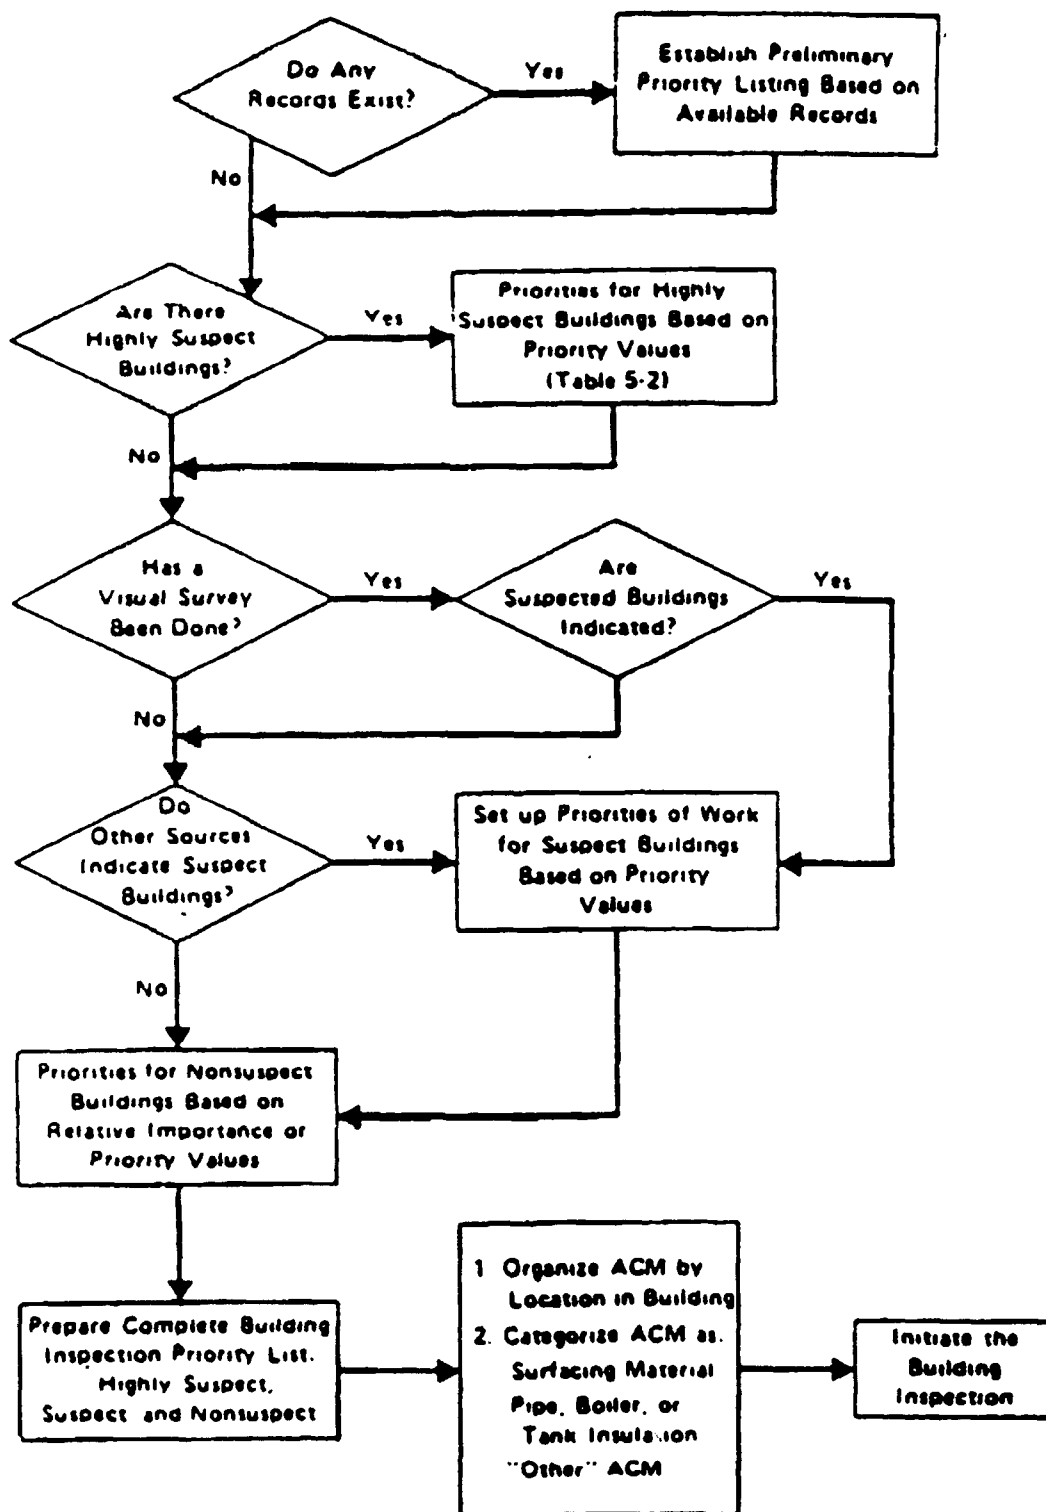 Do Any
Records Exist?
Yes
Establish Preliminary
Priority Listing Based on
Available Records
No
Are There
Highly Suspect
Buildings?
Yes
Priorities for Highly
Suspect Buildings Based on
Priority Values
(Table 5-2)
No
Has a
Visual Survey
Been Done?
Yes
Are
Suspected Buildings
Indicated?
Yes
No
Do
Other Sources
Indicate Suspect
Buildings?
Yes
Set up Priorities of Work
for Suspect Buildings
Based on Priority
Values
No
Priorities for Nonsuspect
Buildings Based on
Relative Importance or
Priority Values
Prepare Complete Building
Inspection Priority List.
Highly Suspect,
Suspect and Nonsuspect
1 Organize ACM by
Location in Building
2. Categorize ACM as.
Surfacing Material
Pipe, Boiler, or
Tank Insulation
"Other" ACM
Initiate the
Building
Inspection